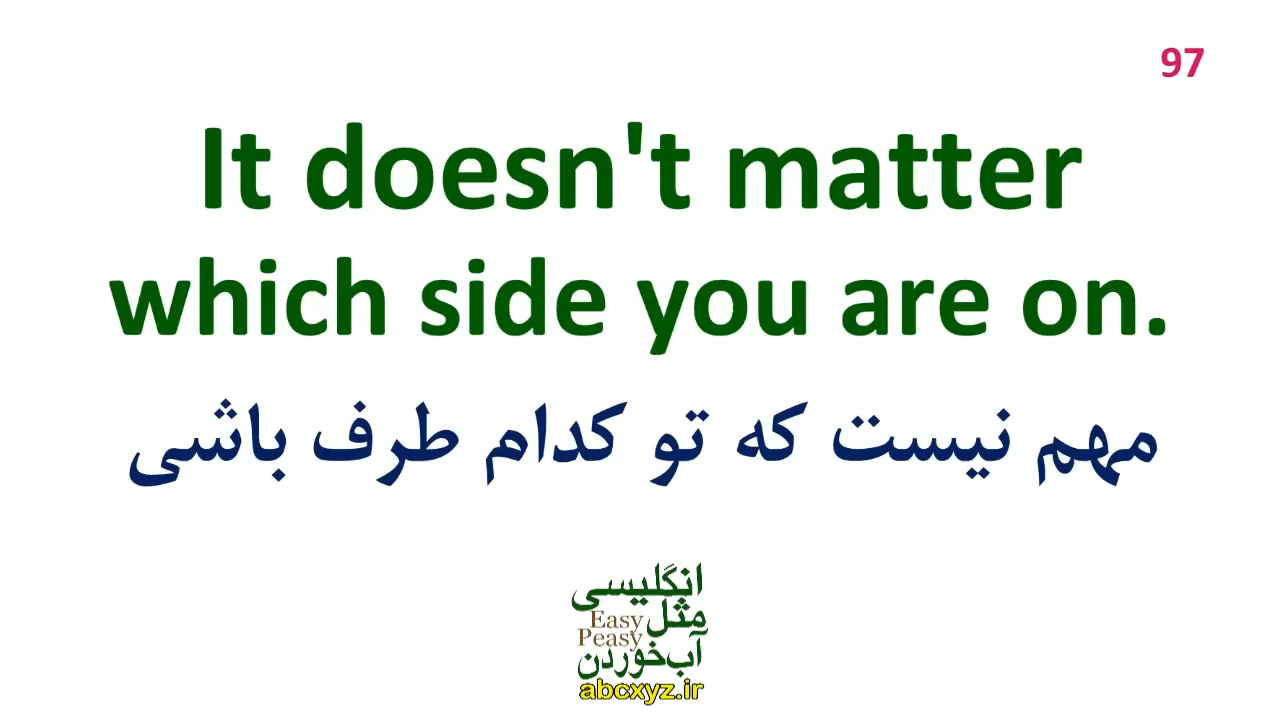 97
It doesn't matter
which side you are on.
مهم نیست که تو کدام طرف باشی
انگلیسی
مثل
Easy
Peasy
آب‌خوردن
abcxyz.ir